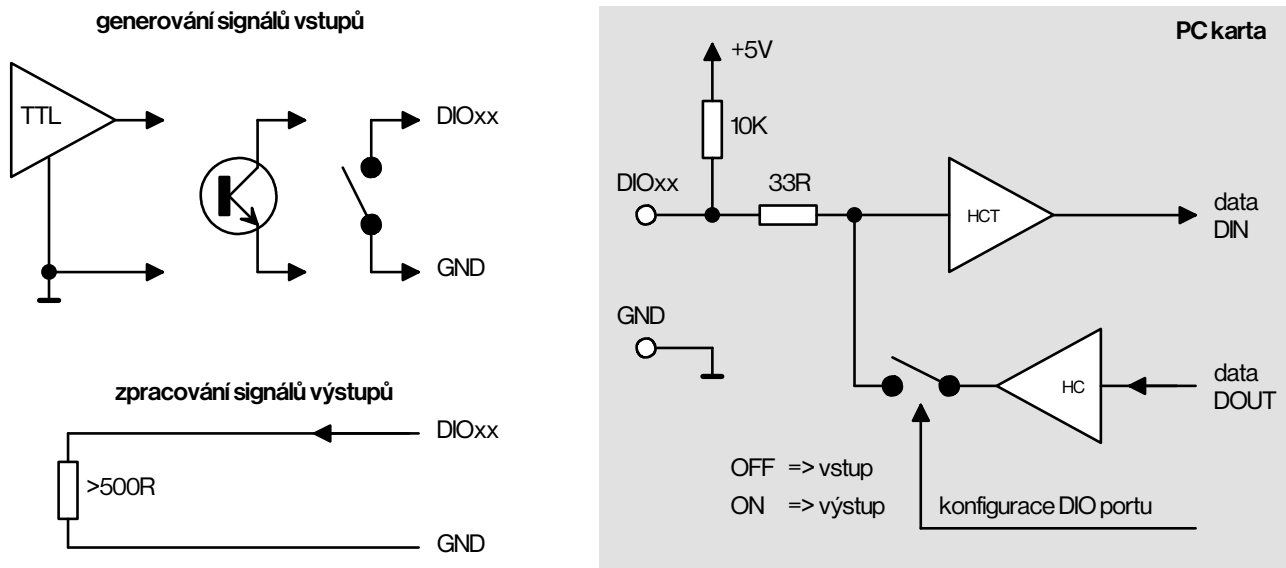 generování signálů vstupů
TTL
DIOxx
GND
zpracování signálů výstupů
DIOxx
>500R
GND
PC karta
+5V
10K
DIOxx
33R
HCT
data
DIN
GND
HC
data
DOUT
OFF => vstup
ON => výstup
konfigurace DIO portu